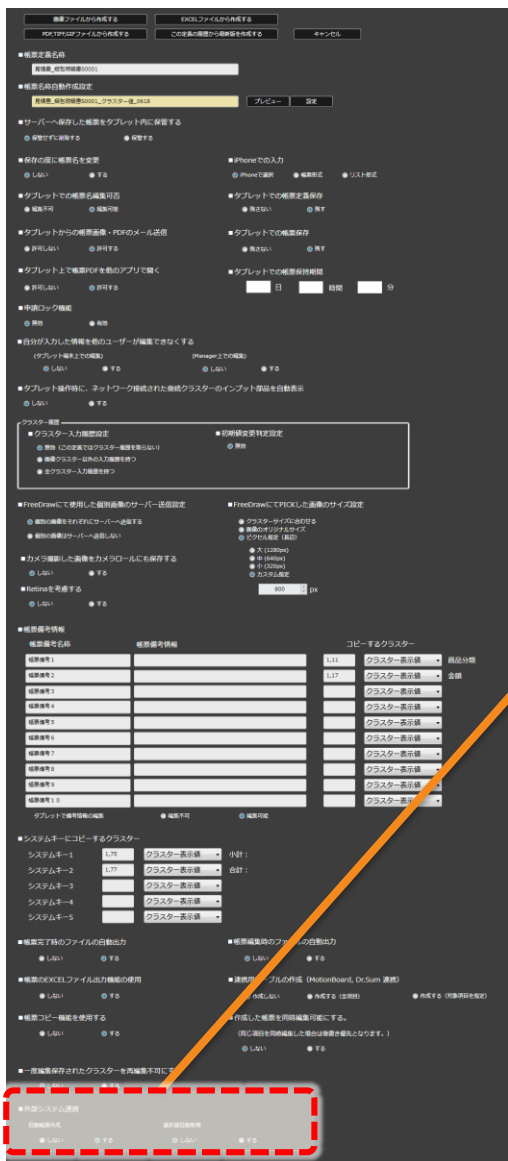 画像ファイルから作成する EXCELファイルから作成する
PDF,TIFF,GIFファイルから作成する この定義の履歴から最新版を作成する キャンセル
■帳票定義名称
見積書_梱包明細書S0001
■帳票名称自動作成設定
見積書_梱包明細書S0001_クラスター値_0618 プレビュー 設定
■サーバーへ保存した帳票をタブレット内に保管する
保管せずに削除する 保管する
■保存の度に帳票名を変更 ■iPhoneでの入力
しない する iPhoneで選択 帳票形式 リスト形式
■タブレットでの帳票名編集可否 ■タブレットでの帳票定義保存
編集不可 編集可能 残さない 残す
■タブレットからの帳票画像・PDFのメール送信 ■タブレットでの帳票保存
許可しない 許可する 残さない 残す
■タブレット上で帳票PDFを他のアプリで開く ■タブレットでの帳票保持期間
許可しない 許可する 日 時間 分
■申請ロック機能
無効 有効
■自分が入力した情報を他のユーザーが編集できなくする
(タブレット端末上での編集) (Manager上での編集)
しない する しない する
■タブレット操作時に、ネットワーク接続された後続クラスターのインプット部品を自動表示
しない する
クラスター履歴
■クラスター入力履歴設定 ■初期値変更判定設定
無効（この定義ではクラスター履歴を取らない） 無効
画像クラスター以外の入力履歴を持つ
全クラスター入力履歴を持つ
■FreeDrawにて使用した個別画像のサーバー送信設定 ■FreeDrawにてPICKした画像のサイズ設定
個別の画像をそれぞれにサーバーへ送信する クラスターサイズに合わせる
画像のオリジナルサイズ
個別の画像はサーバーへ送信しない ピクセル指定（長辺）
大 (1280px)
■カメラ撮影した画像をカメラロールにも保存する 中 (640px)
小 (320px)
しない する カスタム指定
■Retinaを考慮する 800 px
しない する
■帳票備考情報
帳票備考名称 帳票備考情報 コピーするクラスター
帳票備考１ 1,11 クラスター表示値 商品分類
帳票備考２ 1,17 クラスター表示値 金額
帳票備考３ クラスター表示値
帳票備考４ クラスター表示値
帳票備考５ クラスター表示値
帳票備考６ クラスター表示値
帳票備考７ クラスター表示値
帳票備考８ クラスター表示値
帳票備考９ クラスター表示値
帳票備考１０ クラスター表示値
タブレットで備考情報の編集 編集不可 編集可能
■システムキーにコピーするクラスター
システムキー1 1,75 クラスター表示値 小計：
システムキー2 1,77 クラスター表示値 合計：
システムキー3 クラスター表示値
システムキー4 クラスター表示値
システムキー5 クラスター表示値
■帳票完了時のファイルの自動出力 ■帳票編集時のファイルの自動出力
しない する しない する
■帳票のEXCELファイル出力機能の使用 ■連携用テーブルの作成（MotionBoard, Dr.Sum 連携）
しない する 作成しない 作成する（全項目） 作成する（対象項目を指定）
■帳票コピー機能を使用する ■作成した帳票を同時編集可能にする。
しない する （同じ項目を同時編集した場合は後書き優先となります。）
しない する
■一度編集保存されたクラスターを再編集不可にす
しない する
■外部システム連携
自動帳票作成 選択値自動取得
しない する しない する